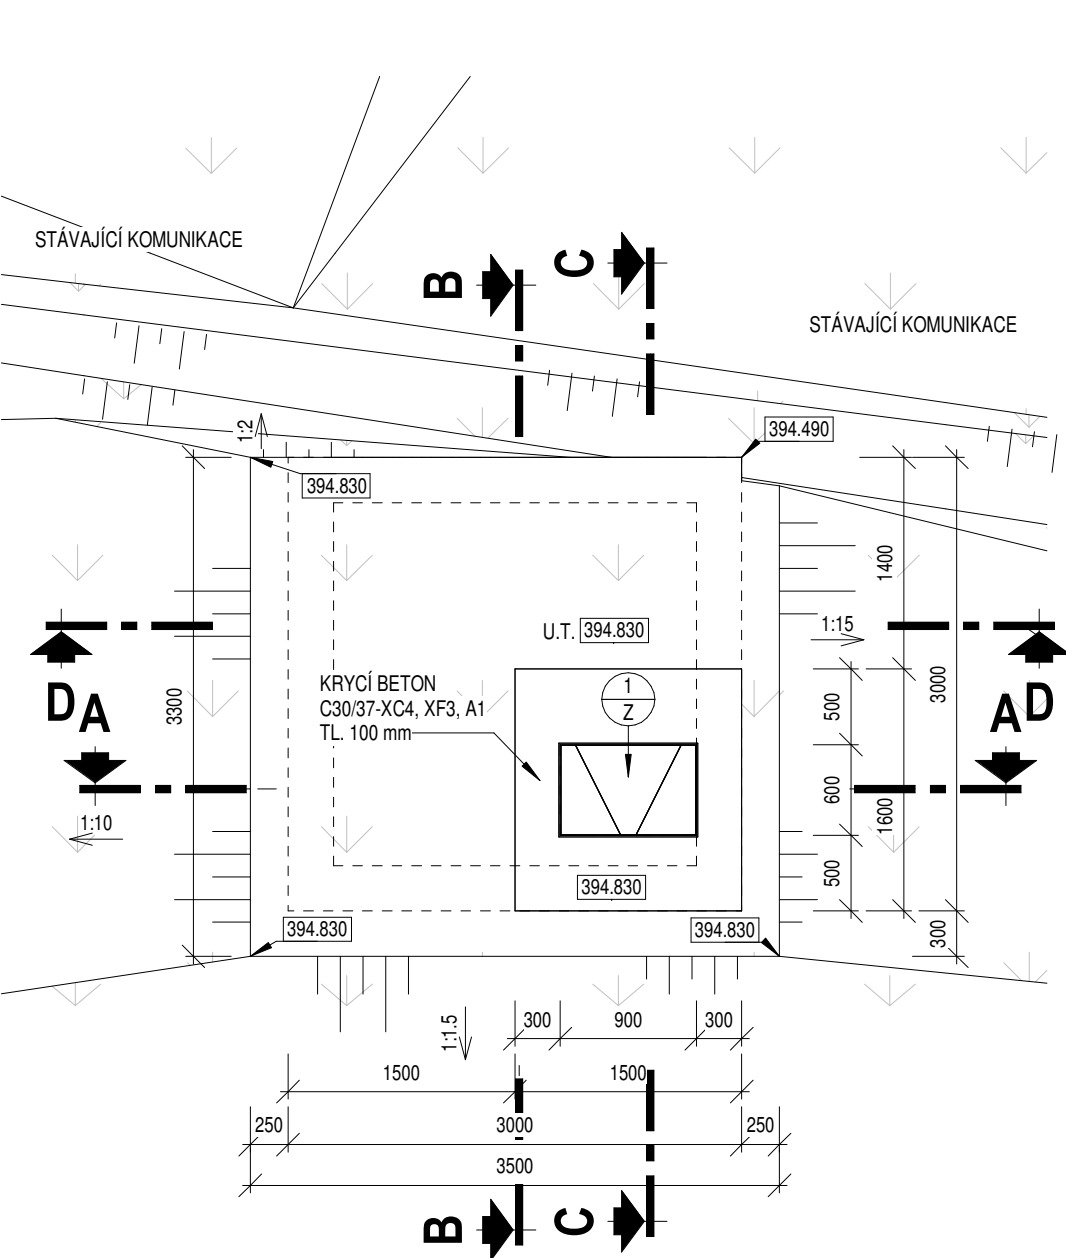 STÁVAJÍCÍ KOMUNIKACE
B
C
STÁVAJÍCÍ KOMUNIKACE
1:2
394.490
394.830
1400
U.T. 394.830
1:15
D
A
3300
KRYCÍ BETON
C30/37-XC4, XF3, A1
TL. 100 mm
1
Z
500
3000
A
D
600
1600
1:10
500
394.830
394.830
394.830
300
1:1.5
300
900
300
1500
1500
250
3000
250
3500
B
C